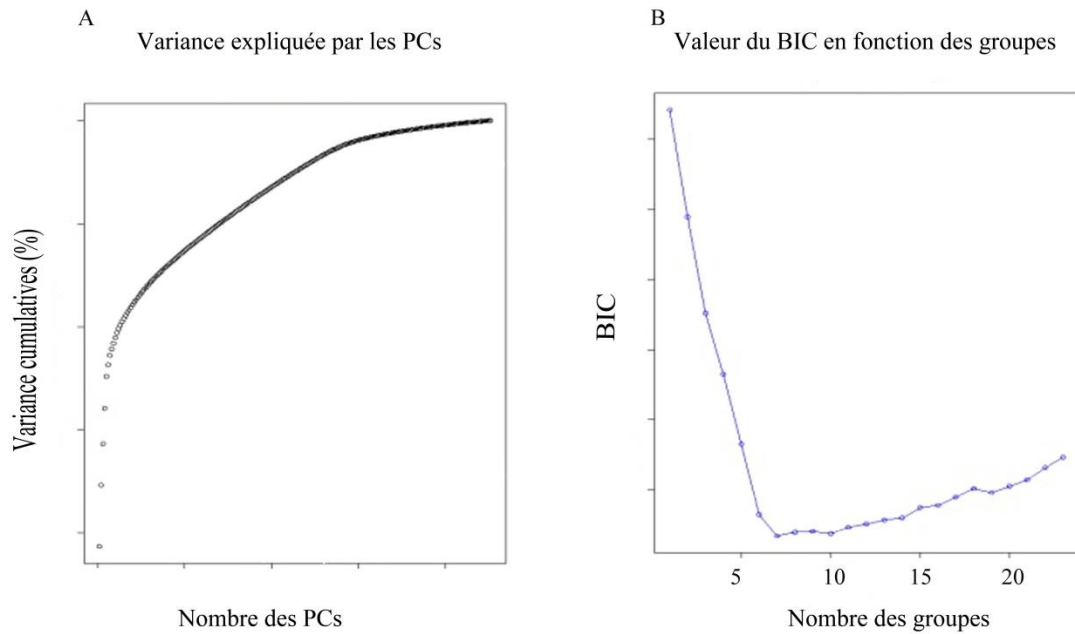 A
Variance expliquée par les PCs
Variance cumulatives (%)
Nombre des PCs
B
Valeur du BIC en fonction des groupes
BIC
5 10 15 20
Nombre des groupes